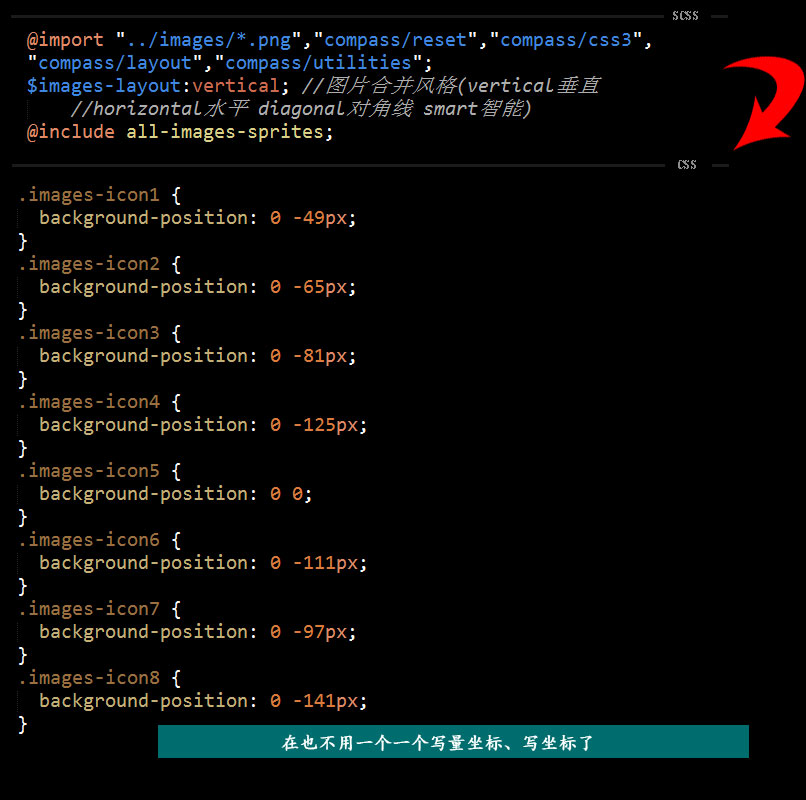 SCSS
@import "../images/*.png","compass/reset","compass/css3",
"compass/layout","compass/utilities";
$images-layout:vertical; //图片合并风格(vertical垂直
//horizontal水平 diagonal对角线 smart智能)
@include all-images-sprites;
CSS
.images-icon1 {
background-position: 0 -49px;
}
.images-icon2 {
background-position: 0 -65px;
}
.images-icon3 {
background-position: 0 -81px;
}
.images-icon4 {
background-position: 0 -125px;
}
.images-icon5 {
background-position: 0 0;
}
.images-icon6 {
background-position: 0 -111px;
}
.images-icon7 {
background-position: 0 -97px;
}
.images-icon8 {
background-position: 0 -141px;
}
在也不用一个一个写量坐标、写坐标了